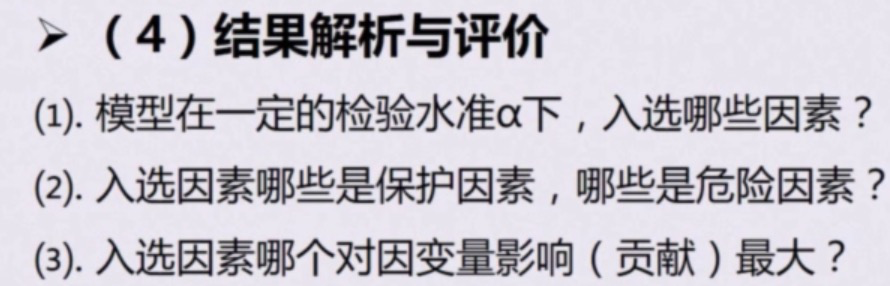 ➢ （4）结果解析与评价
(1). 模型在一定的检验水准α下，入选哪些因素？
(2). 入选因素哪些是保护因素，哪些是危险因素？
(3). 入选因素哪个对因变量影响（贡献）最大？